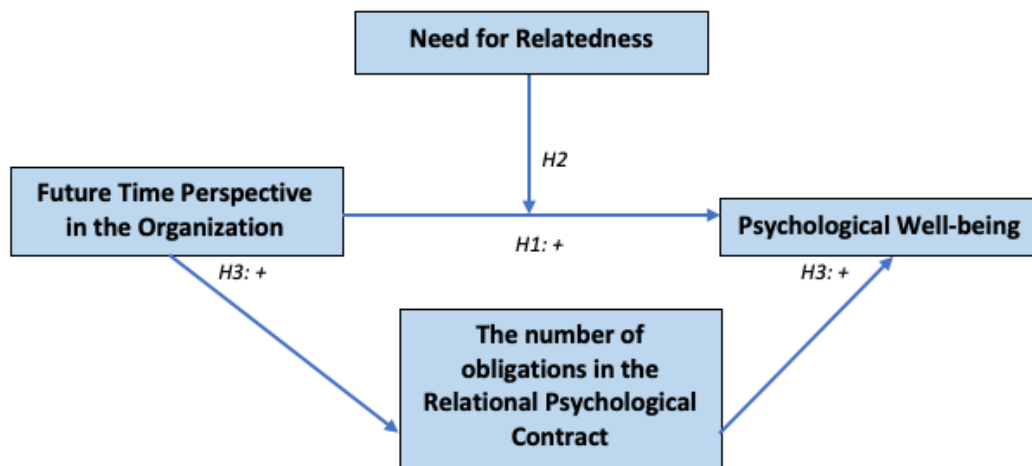 Need for Relatedness
H2
Future Time Perspective
in the Organization
H1: +
Psychological Well-being
H3: +
H3: +
The number of
obligations in the
Relational Psychological
Contract